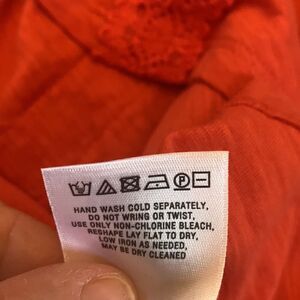 HAND WASH COLD SEPARATELY.
DO NOT WRING OR TWIST.
USE ONLY NON-CHLORINE BLEACH.
RESHAPE LAY FLAT TO DRY.
LOW IRON AS NEEDED,
MAY BE DRY CLEANED